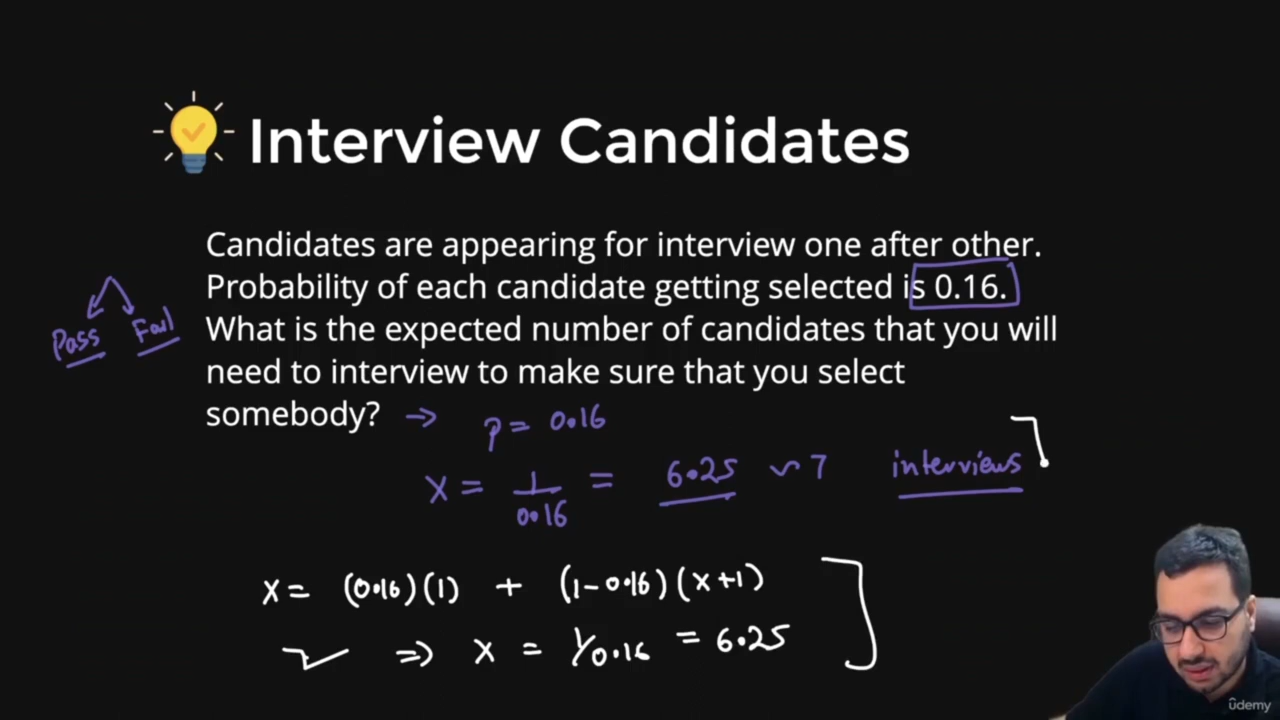 Interview Candidates
Candidates are appearing for interview one after other.
Probability of each candidate getting selected is 0.16.
What is the expected number of candidates that you will
need to interview to make sure that you select
somebody? → p = 0.16
Pass Fail
x = 1/0.16 = 6.25 ~ 7 interviews
x = (0.16)(1) + (1-0.16)(x+1)
⇒ x = 1/0.16 = 6.25
ûdemy